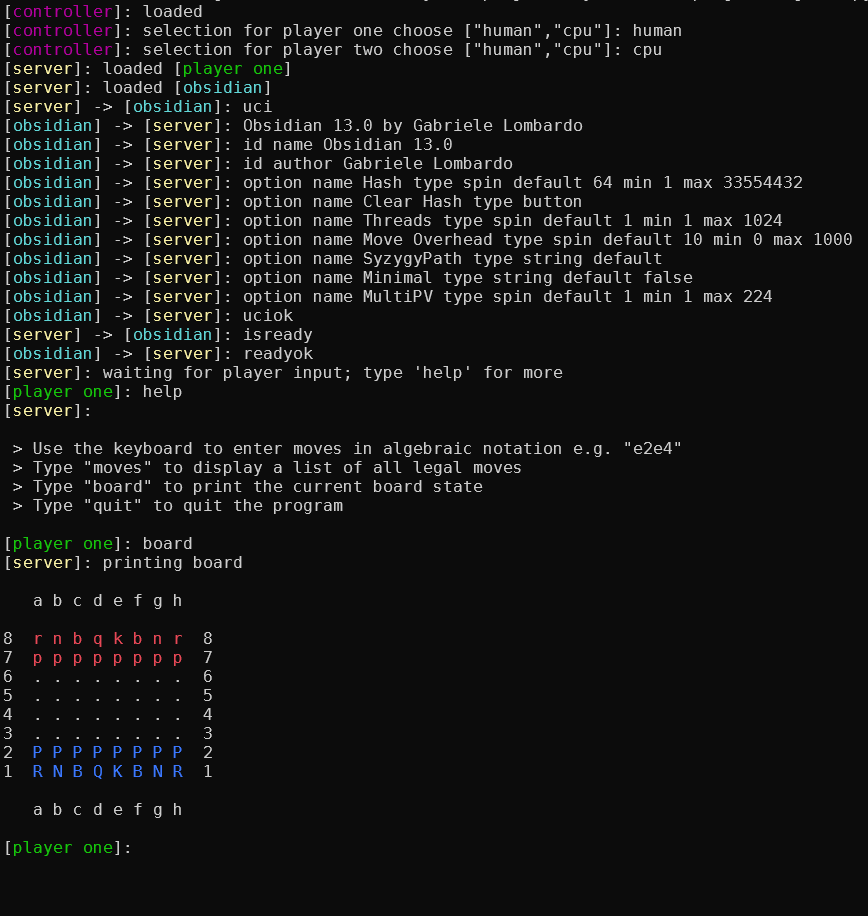 [controller]: loaded
[controller]: selection for player one choose ["human","cpu"]: human
[controller]: selection for player two choose ["human","cpu"]: cpu
[server]: loaded [player one]
[server]: loaded [obsidian]
[server] -> [obsidian]: uci
[obsidian] -> [server]: Obsidian 13.0 by Gabriele Lombardo
[obsidian] -> [server]: id name Obsidian 13.0
[obsidian] -> [server]: id author Gabriele Lombardo
[obsidian] -> [server]: option name Hash type spin default 64 min 1 max 33554432
[obsidian] -> [server]: option name Clear Hash type button
[obsidian] -> [server]: option name Threads type spin default 1 min 1 max 1024
[obsidian] -> [server]: option name Move Overhead type spin default 10 min 0 max 1000
[obsidian] -> [server]: option name SyzygyPath type string default
[obsidian] -> [server]: option name Minimal type string default false
[obsidian] -> [server]: option name MultiPV type spin default 1 min 1 max 224
[obsidian] -> [server]: uciok
[server] -> [obsidian]: isready
[obsidian] -> [server]: readyok
[server]: waiting for player input; type 'help' for more
[player one]: help
[server]:
> Use the keyboard to enter moves in algebraic notation e.g. "e2e4"
> Type "moves" to display a list of all legal moves
> Type "board" to print the current board state
> Type "quit" to quit the program
[player one]: board
[server]: printing board
a b c d e f g h
8 r n b q k b n r 8
7 p p p p p p p p 7
6 . . . . . . . . 6
5 . . . . . . . . 5
4 . . . . . . . . 4
3 . . . . . . . . 3
2 P P P P P P P P 2
1 R N B Q K B N R 1
a b c d e f g h
[player one]: